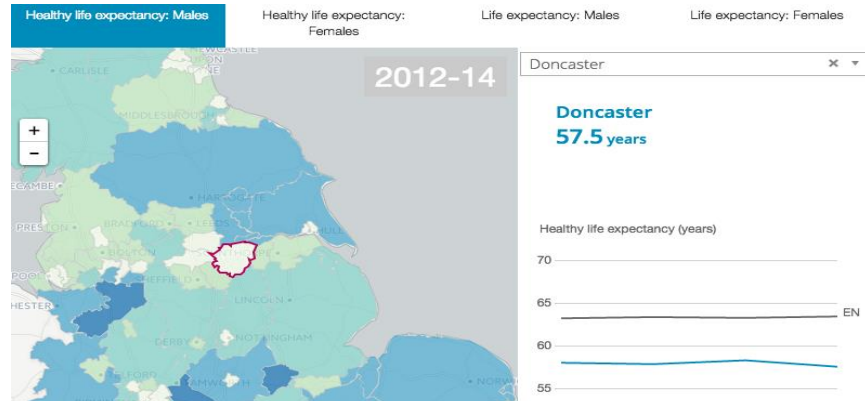 Healthy life expectancy: Males
Healthy life expectancy:
Females
Life expectancy: Males
Life expectancy: Females
2012-14
Doncaster
Doncaster
57.5 years
Healthy life expectancy (years)
70
65
EN
60
55
+
−
NEWCASTLE
CARLISLE
MIDDLESBROUGH
HARROGATE
PRESTON
BRADFORD
LEEDS
HULL
BOLTON
SHEFFIELD
LINCOLN
DERBY
NOTTINGHAM